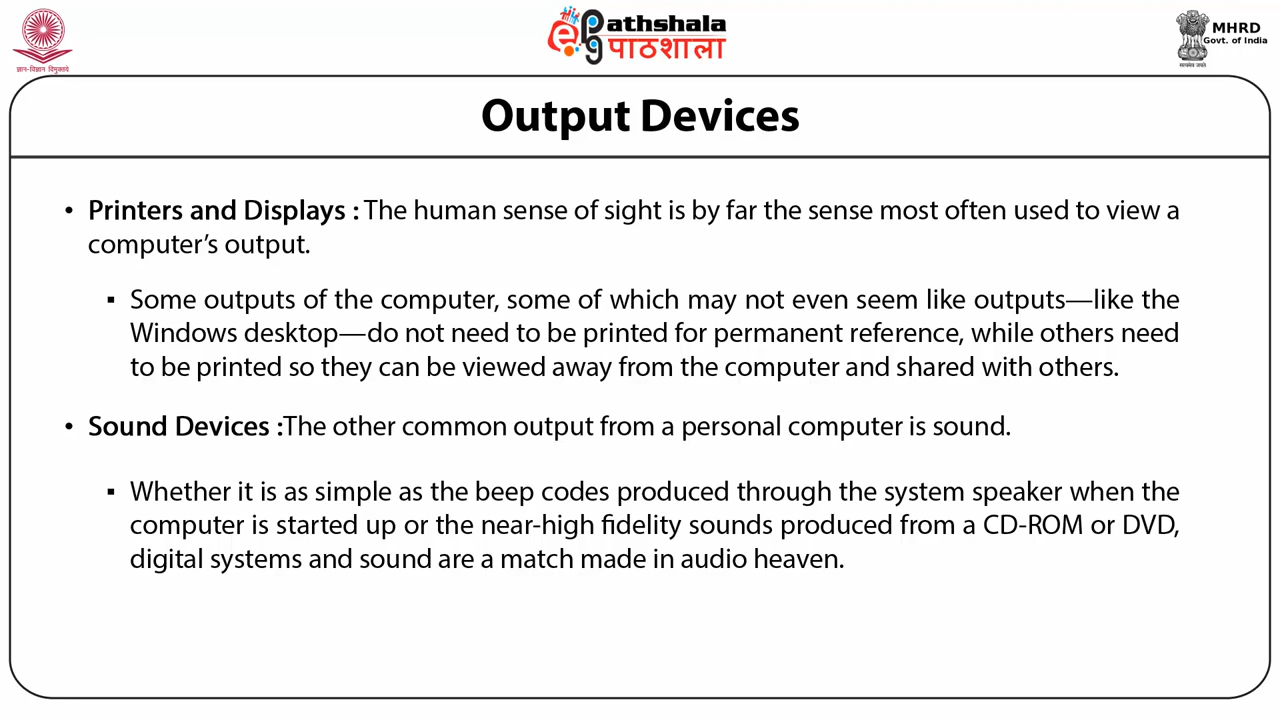 ज्ञान-विज्ञान विमुक्तये
ePathshala
पाठशाला
MHRD
Govt. of India
सत्यमेव जयते
Output Devices
• Printers and Displays : The human sense of sight is by far the sense most often used to view a
computer’s output.
▪ Some outputs of the computer, some of which may not even seem like outputs—like the
Windows desktop—do not need to be printed for permanent reference, while others need
to be printed so they can be viewed away from the computer and shared with others.
• Sound Devices :The other common output from a personal computer is sound.
▪ Whether it is as simple as the beep codes produced through the system speaker when the
computer is started up or the near-high fidelity sounds produced from a CD-ROM or DVD,
digital systems and sound are a match made in audio heaven.